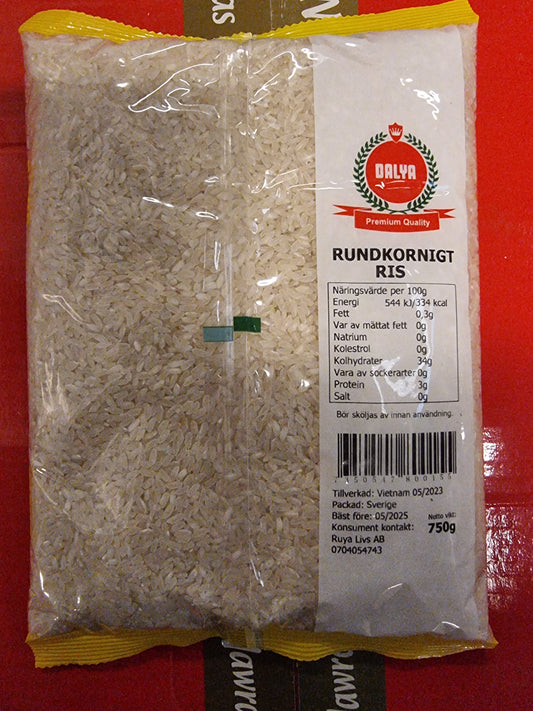 DALYA
Premium Quality
RUNDKORNIGT
RIS
Näringsvärde per 100g
Energi 544 kJ/334 kcal
Fett 0,3g
Var av mättat fett 0g
Natrium 0g
Kolestrol 0g
Kolhydrater 34g
Vara av sockerarter 0g
Protein 3g
Salt 0g
Bör sköljas av innan användning.
7 350547 800155
Tillverkad: Vietnam 05/2023
Packad: Sverige
Bäst före: 05/2025 Netto vikt:
Konsument kontakt: 750g
Ruya Livs AB
0704054743